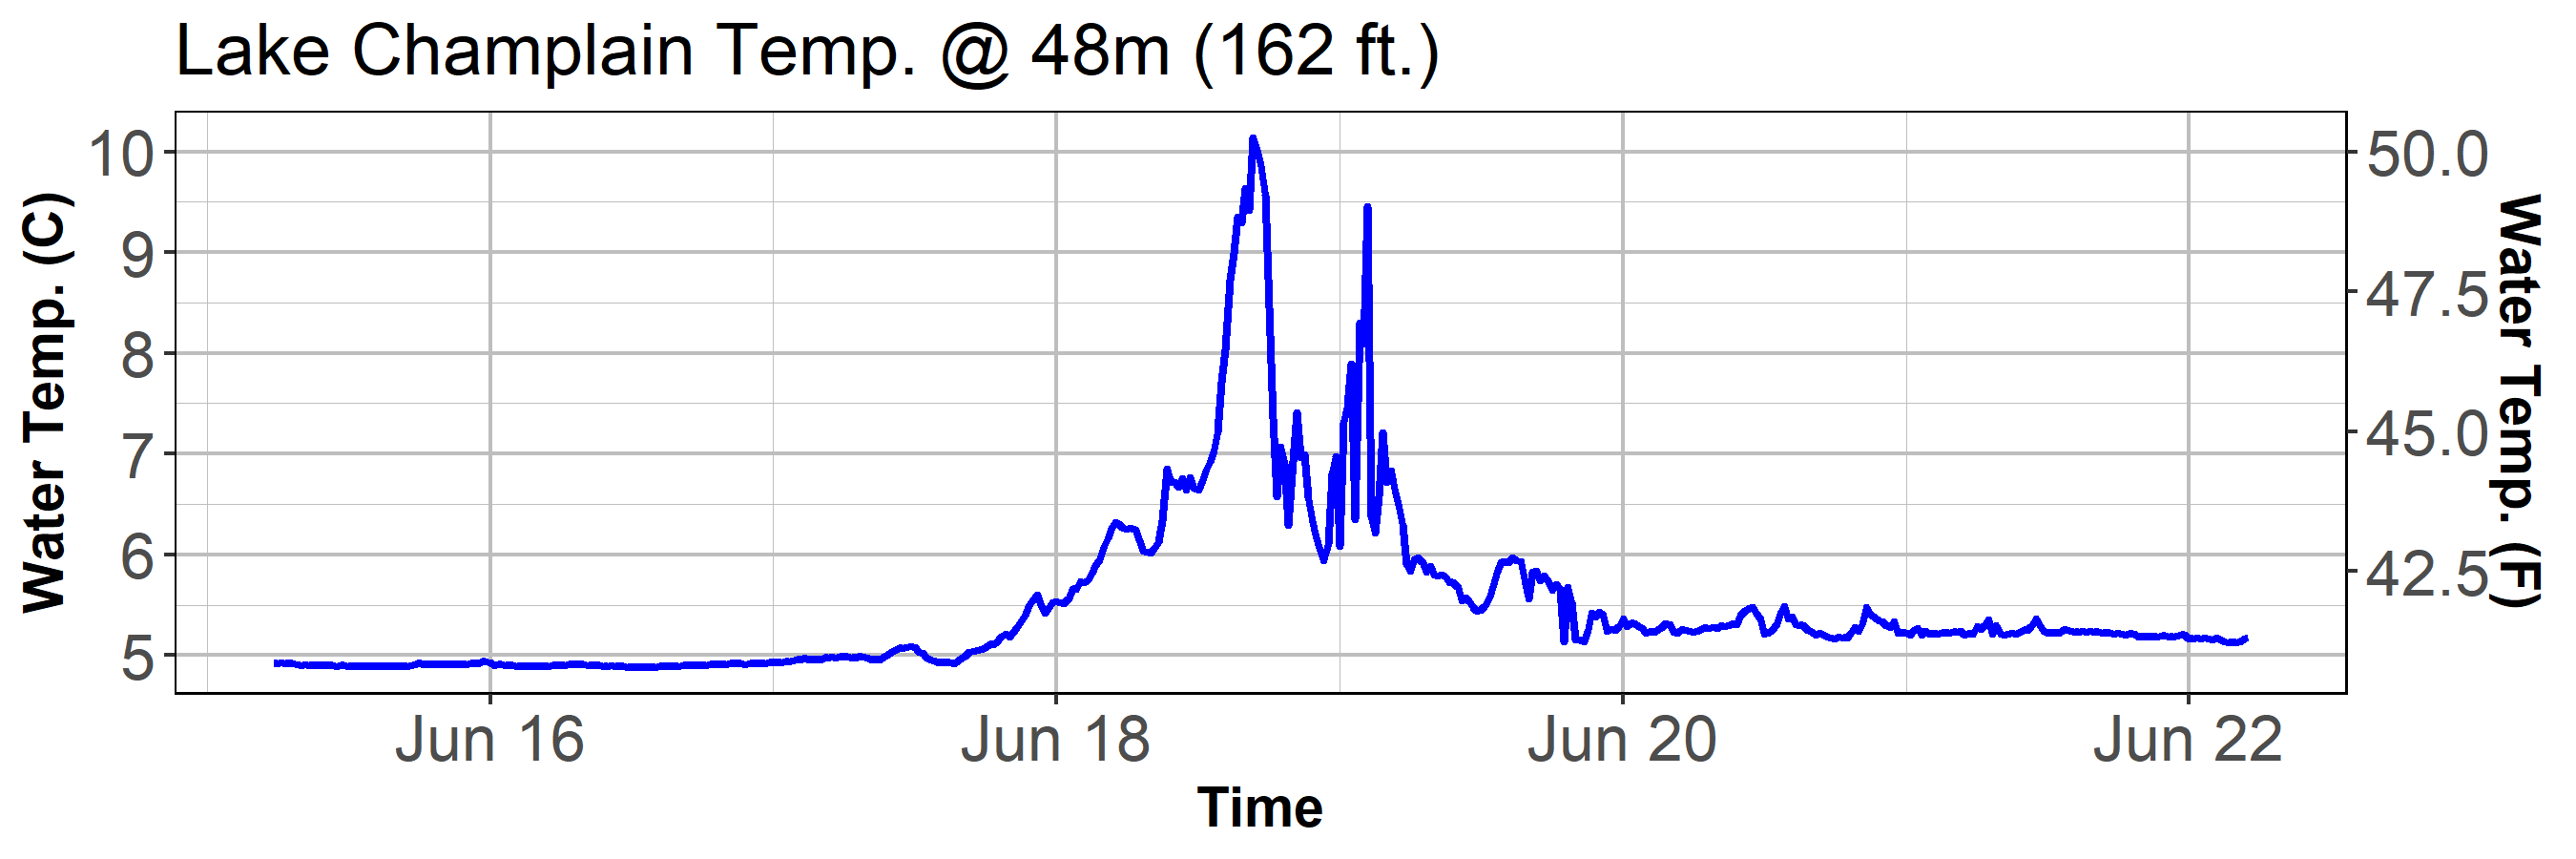 Lake Champlain Temp. @ 48m (162 ft.)
Water Temp. (C)
10
9
8
7
6
5
50.0
47.5
45.0
42.5
Water Temp. (F)
Jun 16
Jun 18
Jun 20
Jun 22
Time